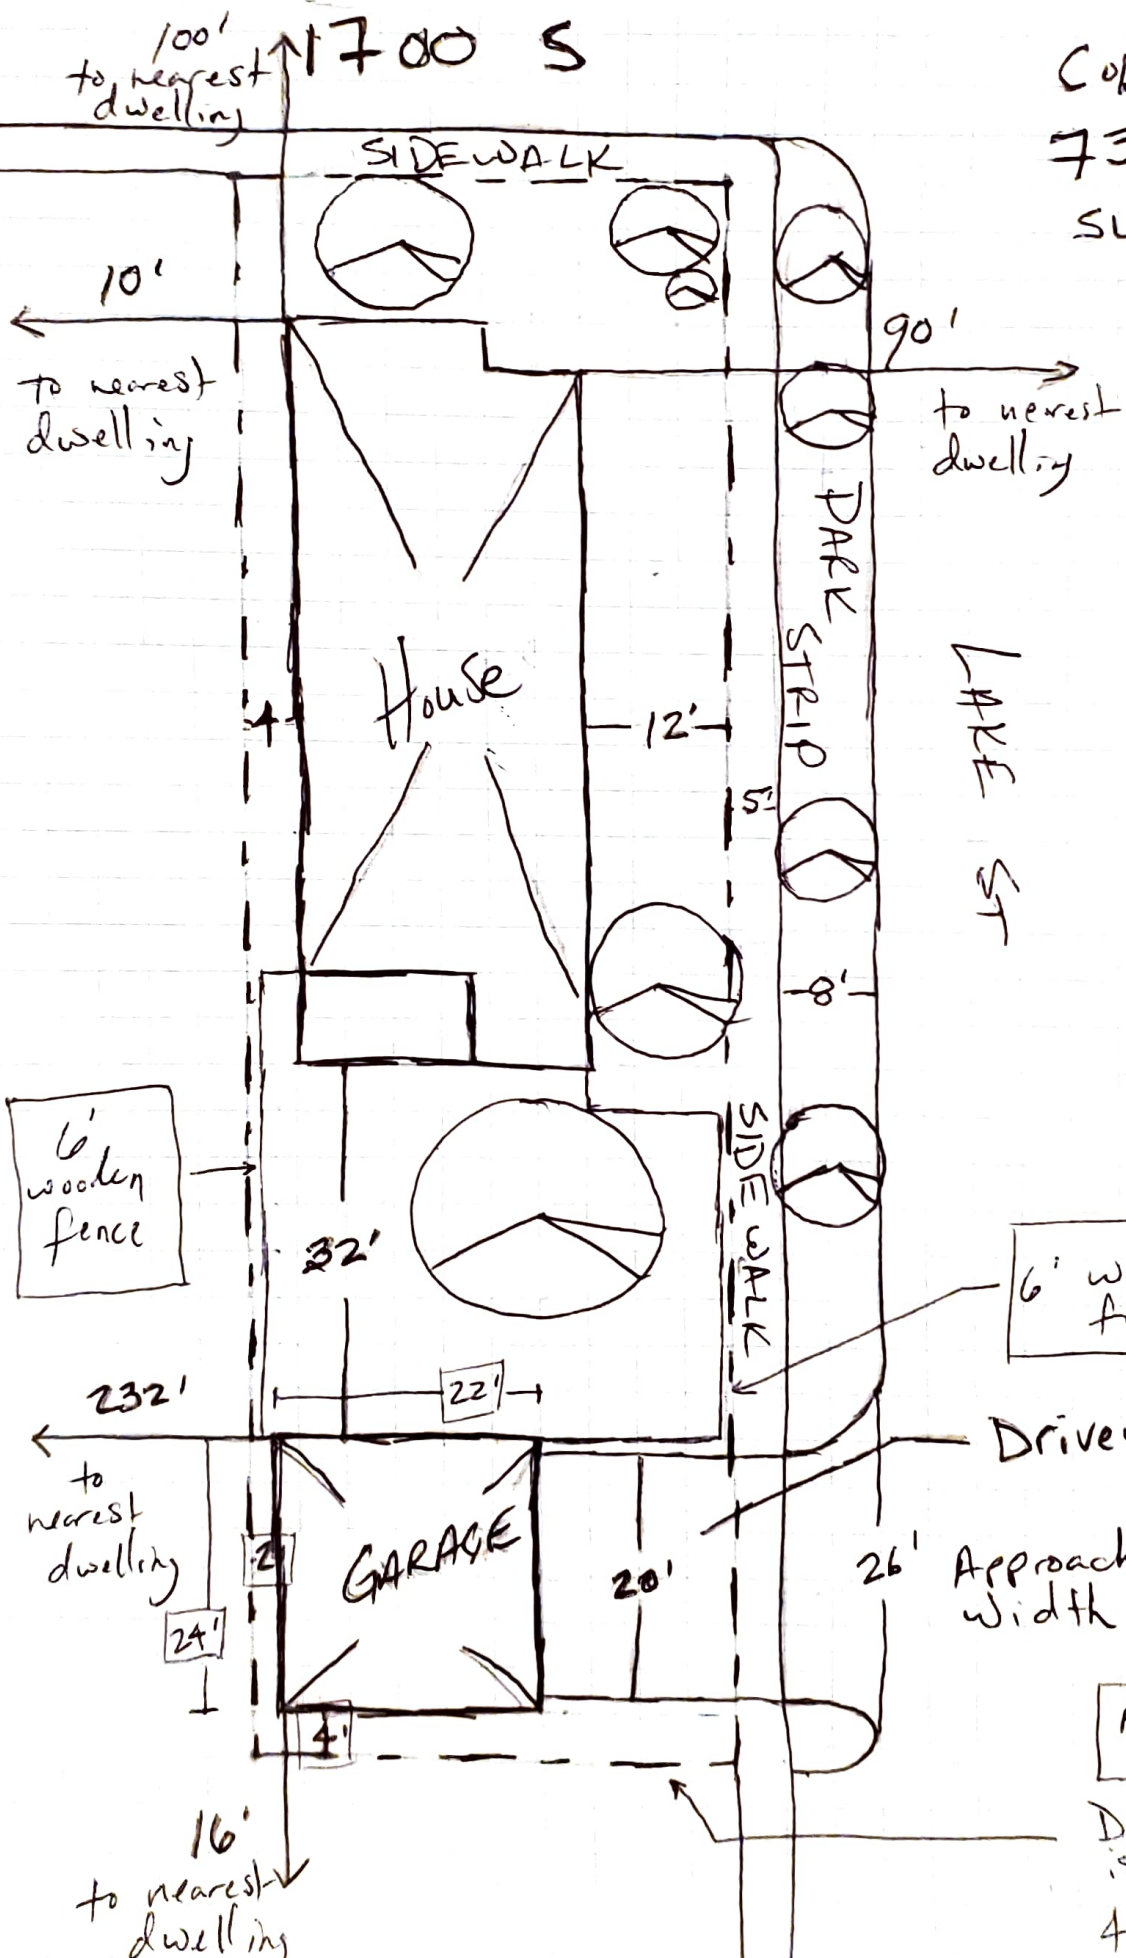 100'
to nearest
dwelling
1700 S
SIDEWALK
10'
to nearest
dwelling
90'
to nearest
dwelling
PARK
STRIP
LAKE ST
House
4
12'
5'
8'
6'
wooden
fence
32'
SIDEWALK
6'
22'
232'
to
nearest
dwelling
24'
2'
GARAGE
20'
26'
Approach
Width
4'
16'
to nearest
dwelling